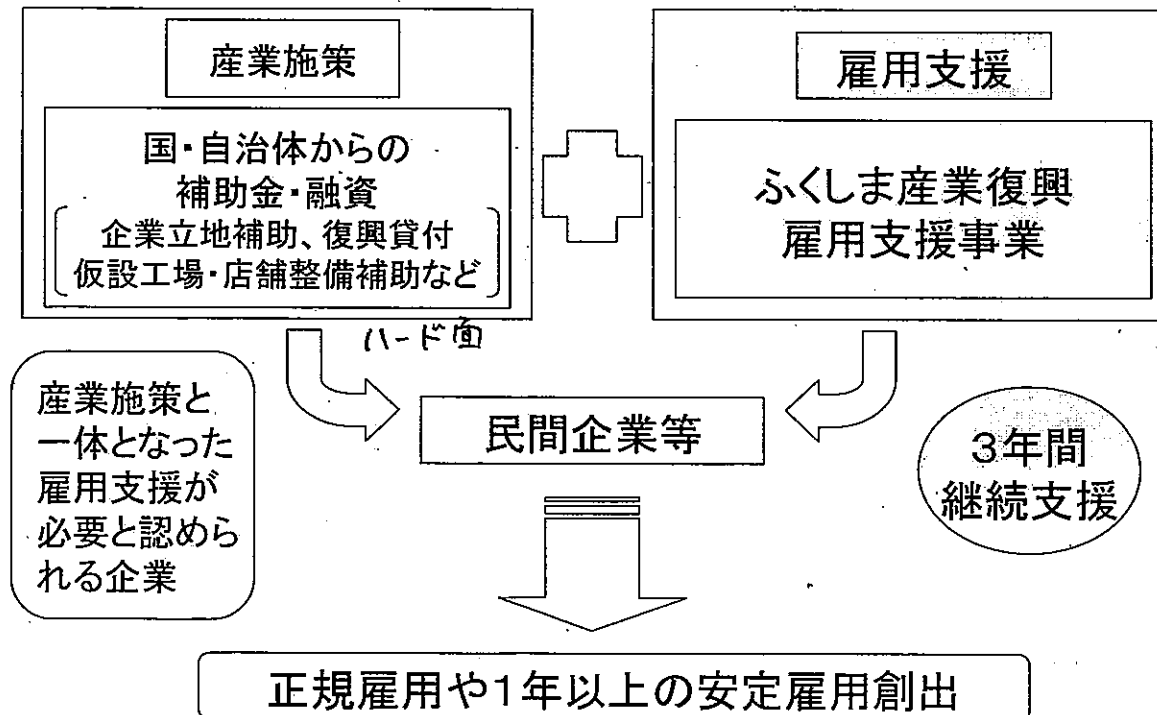 産業施策
国・自治体からの
補助金・融資
企業立地補助、復興貸付
仮設工場・店舗整備補助など
雇用支援
ふくしま産業復興
雇用支援事業
ハード面
産業施策と
一体となった
雇用支援が
必要と認めら
れる企業
民間企業等
3年間
継続支援
正規雇用や1年以上の安定雇用創出